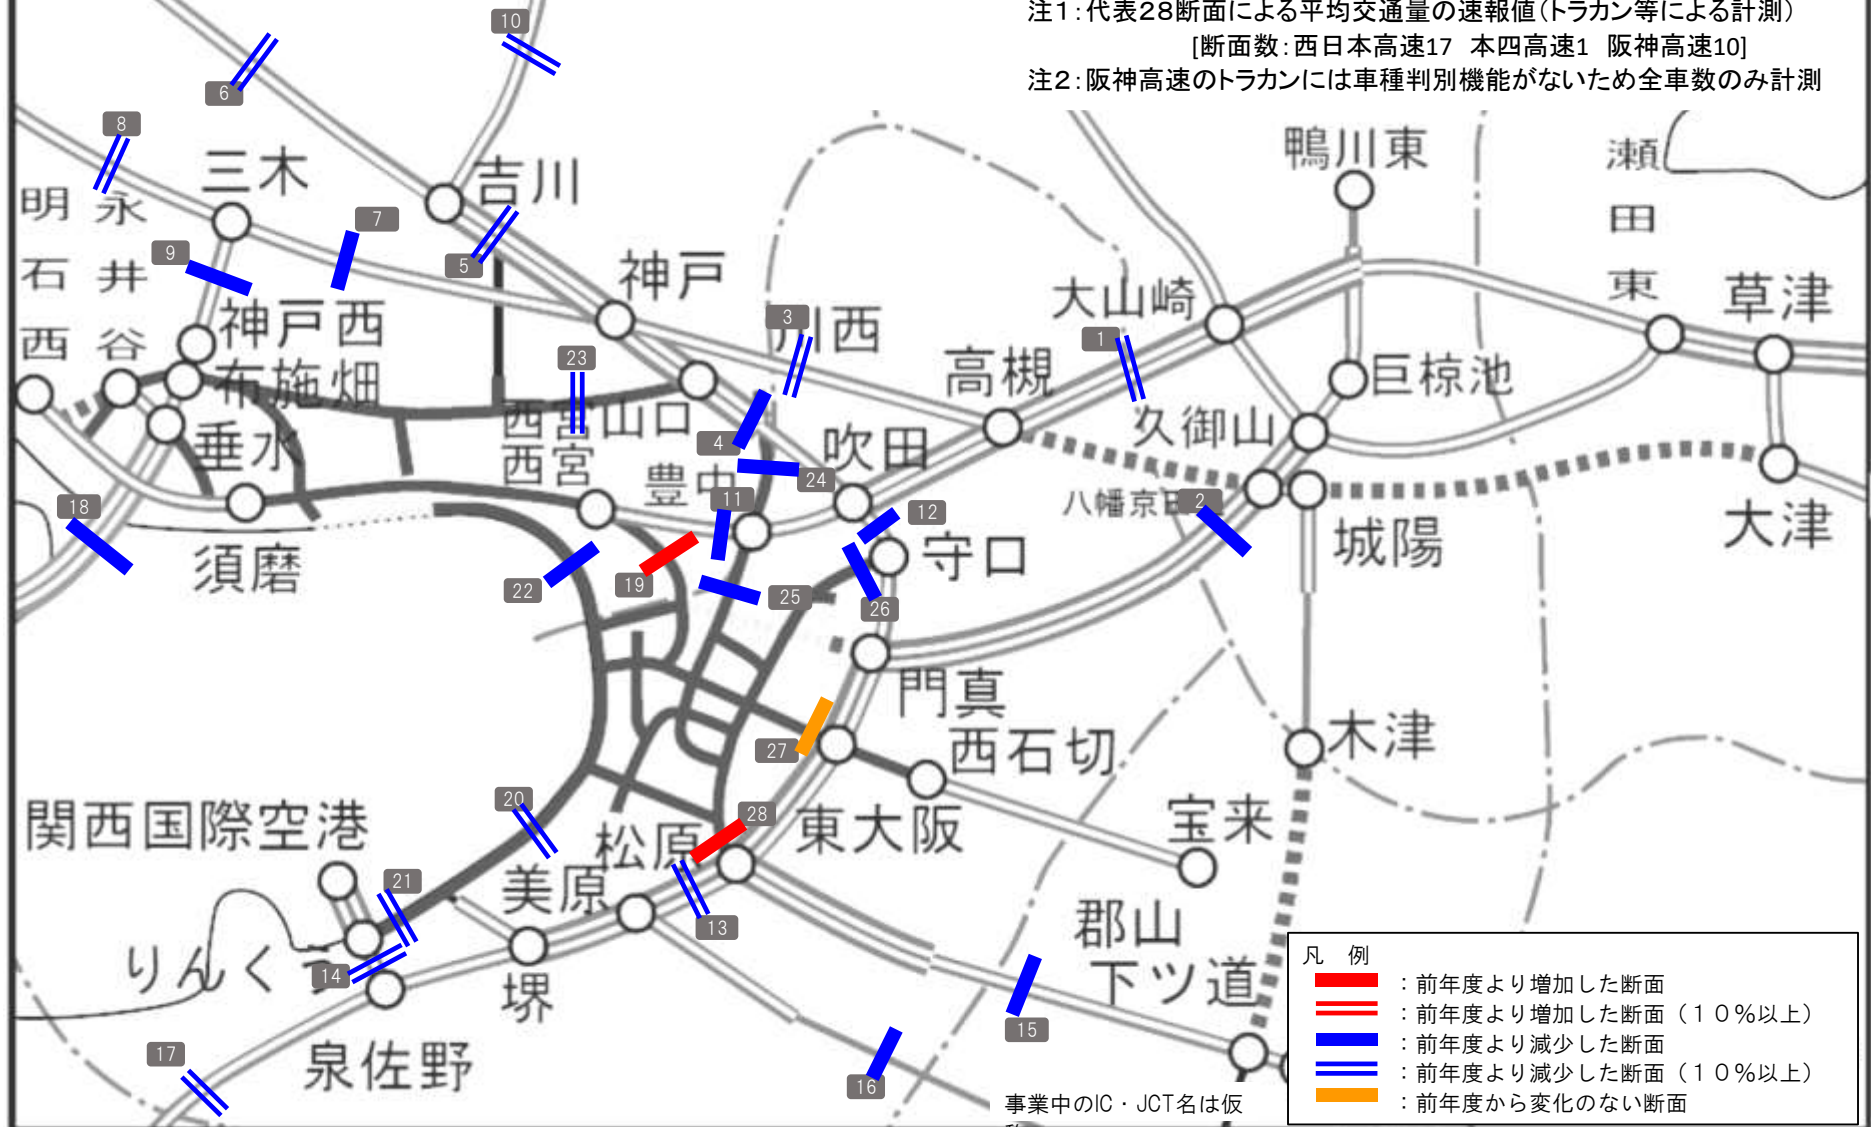 注1:代表28断面による平均交通量の速報値(トラカン等による計測)
[断面数:西日本高速17 本四高速1 阪神高速10]
注2:阪神高速のトラカンには車種判別機能がないため全車数のみ計測
10
6
8
三木
吉川
鴨川東
瀬田東
明石西
永井谷
7
9
5
神戸
大山崎
草津
神戸西
布施畑
3
川西
1
高槻
巨椋池
23
西宮山口
西宮
4
吹田
久御山
垂水
豊中
24
11
12
八幡京田
2
大津
18
須磨
22
19
25
26
守口
城陽
門真
27
西石切
木津
関西国際空港
20
松原
28
東大阪
宝来
21
美原
13
郡山
下ツ道
りんくう
14
堺
15
17
泉佐野
16
事業中のIC・JCT名は仮
凡 例
:前年度より増加した断面
:前年度より増加した断面(10%以上)
:前年度より減少した断面
:前年度より減少した断面(10%以上)
:前年度から変化のない断面